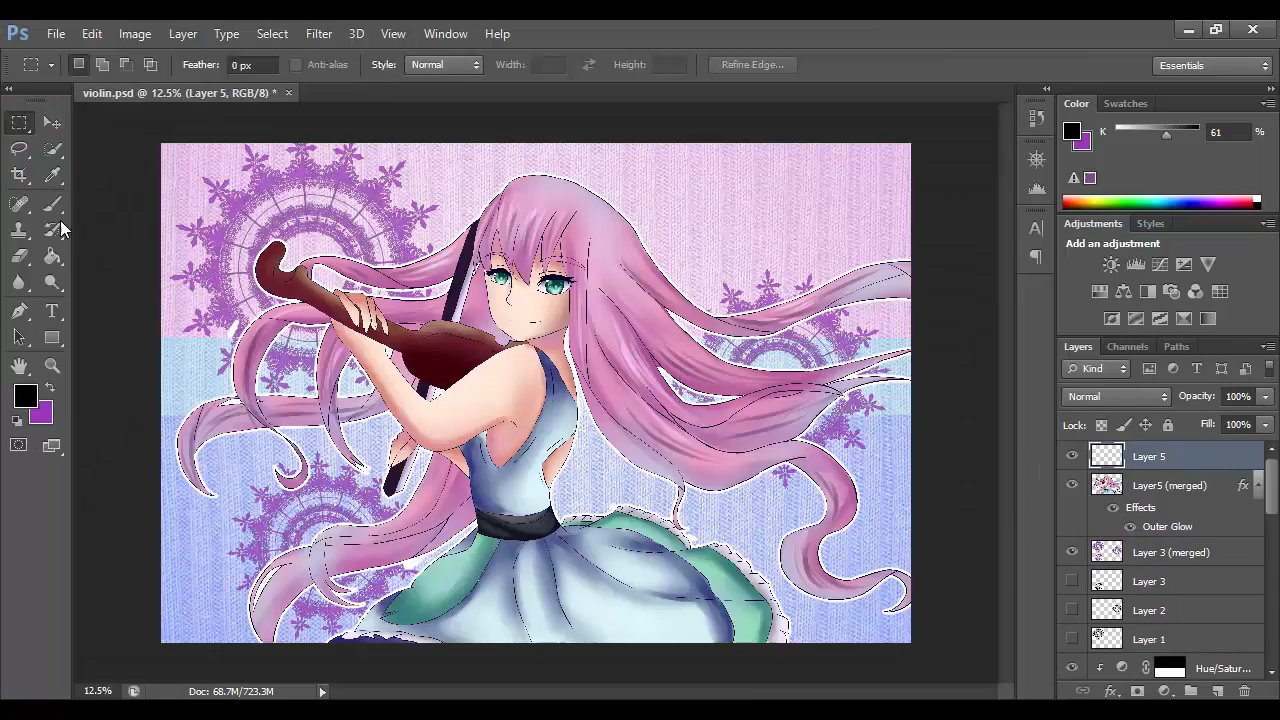 Ps File Edit Image Layer Type Select Filter 3D View Window Help
Feather: 0 px Anti-alias Style: Normal Width: Height: Refine Edge... Essentials
violin.psd @ 12.5% (Layer 5, RGB/8) * ×
Color Swatches
K 61 %
Adjustments Styles
Add an adjustment
Layers Channels Paths
Kind
Normal Opacity: 100%
Lock: Fill: 100%
Layer 5
Layer5 (merged) fx
Effects
Outer Glow
Layer 3 (merged)
Layer 3
Layer 2
Layer 1
Hue/Satur...
12.5% Doc: 68.7M/723.3M